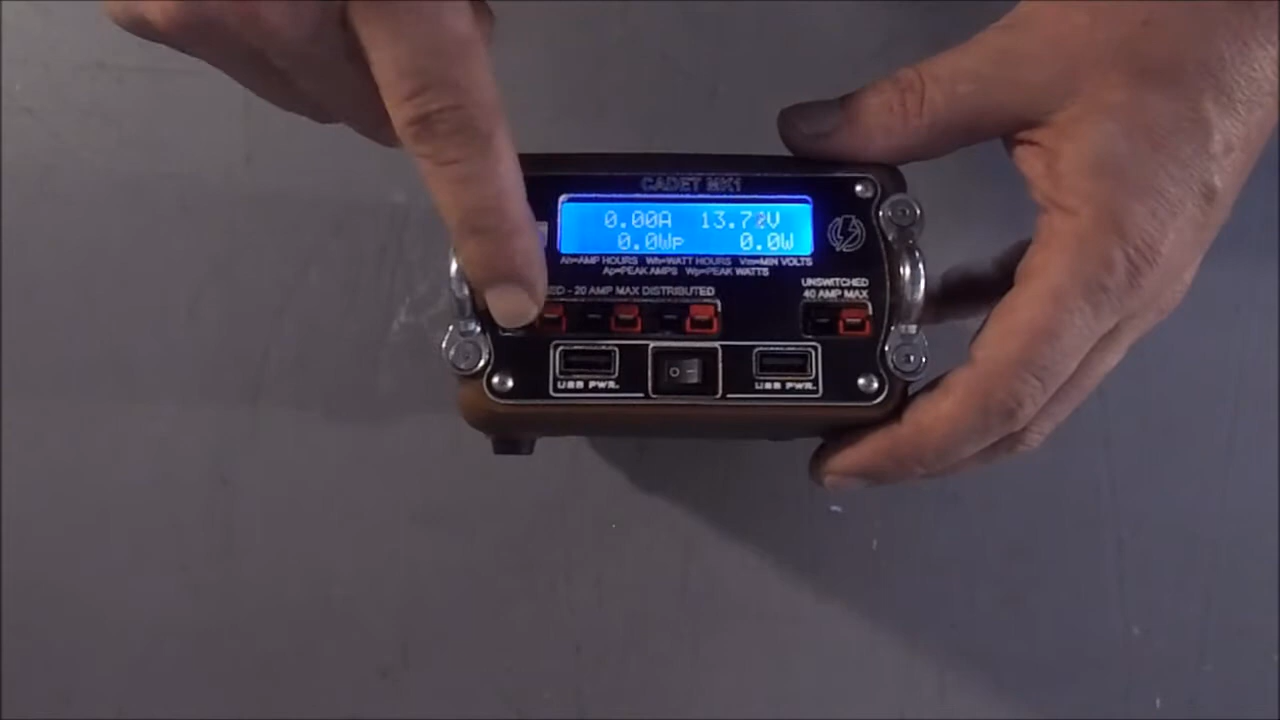 CADET MK1
0.00A 13.72V
0.0Wp 0.0W
Ah=AMP HOURS Wh=WATT HOURS Vm=MIN VOLTS
Ap=PEAK AMPS Wp=PEAK WATTS
ED - 20 AMP MAX DISTRIBUTED
UNSWITCHED
40 AMP MAX
USB PWR.
USB PWR.